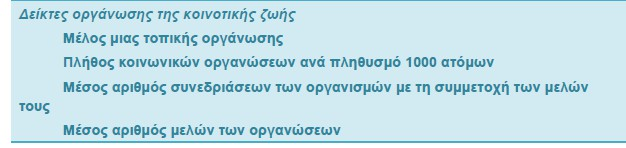 Δείκτες οργάνωσης της κοινοτικής ζωής
Μέλος μιας τοπικής οργάνωσης
Πλήθος κοινωνικών οργανώσεων ανά πληθυσμό 1000 ατόμων
Μέσος αριθμός συνεδριάσεων των οργανισμών με τη συμμετοχή των μελών
τους
Μέσος αριθμός μελών των οργανώσεων